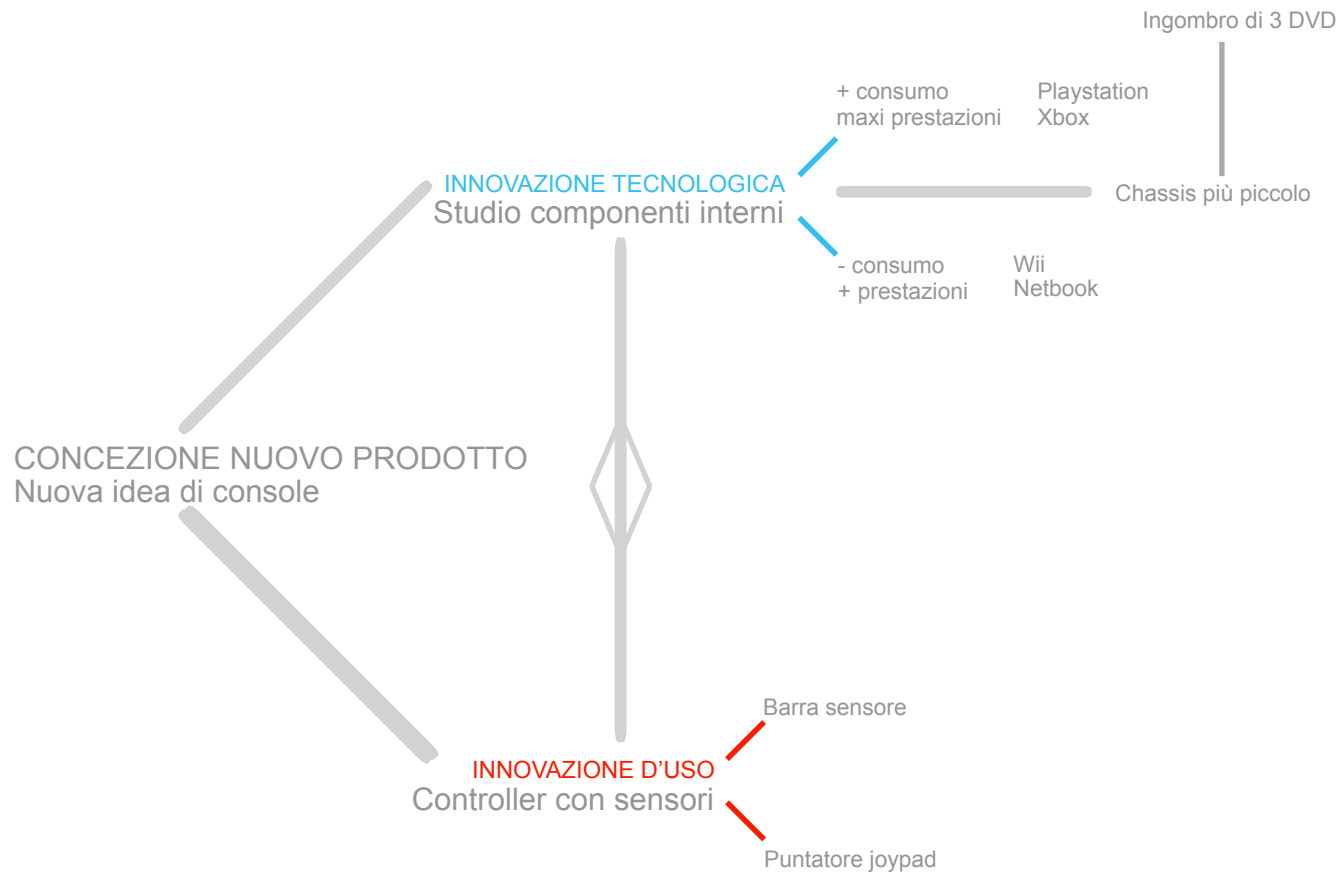 Ingombro di 3 DVD
+ consumo
maxi prestazioni
Playstation
Xbox
INNOVAZIONE TECNOLOGICA
Studio componenti interni
Chassis più piccolo
- consumo
+ prestazioni
Wii
Netbook
CONCEZIONE NUOVO PRODOTTO
Nuova idea di console
Barra sensore
INNOVAZIONE D’USO
Controller con sensori
Puntatore joypad